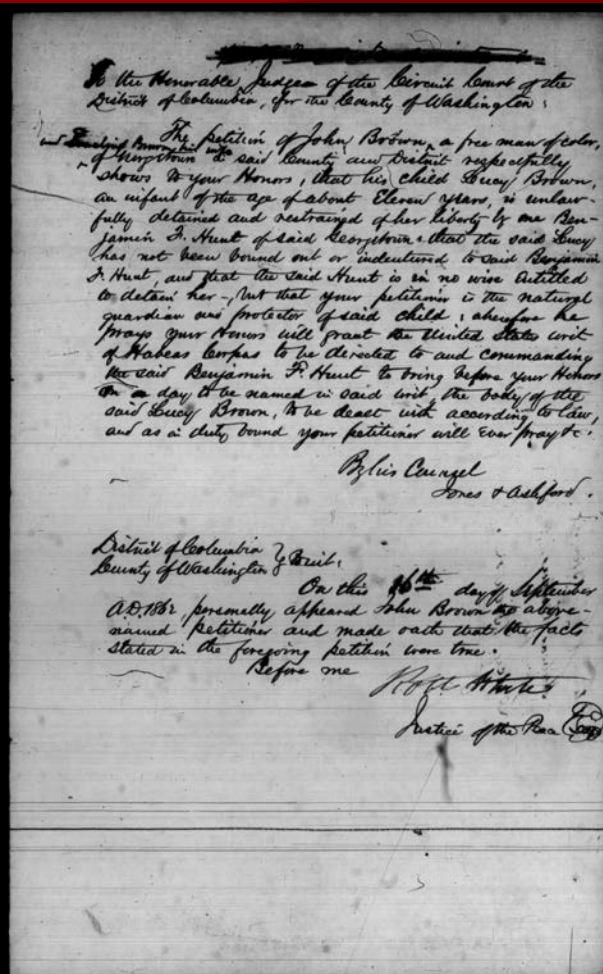 To the Honorable Judges of the Circuit Court of the
District of Columbia, for the County of Washington:
The petition of John Brown, a free man of color,
and Brown his wife
of Georgetown in said County and District respecfully
shows to your Honors, that his child Lucy Brown,
an infant of the age of about Eleven years, is unlaw-
fully detained and restrained of her liberty by one Ben-
jamin F. Hunt of said Georgetown: that the said Lucy
has not been bound out or indentured to said Benjamin
F. Hunt, and that the said Hunt is in no wise Entitled
to detain her -, but that your petitioner is the natural
guardian and protector of said child; wherefore he
prays your Honors will grant the United States writ
of Habeas Corpus to be directed to and commanding
the said Benjamin F. Hunt to bring before your Honors
on a day to be named in said writ, the body of the
said Lucy Brown, to be dealt with according to law,
and as in duty bound your petitioner will Ever pray &c.
By his Counsel
Jones & Ashford.
District of Columbia }
County of Washington } to wit,
On this 16th day of September
A.D. 1862, personally appeared John Brown the above-
named petitioner and made oath that the facts
stated in the foregoing petition were true.
Before me
Robt White
Justice of the Peace